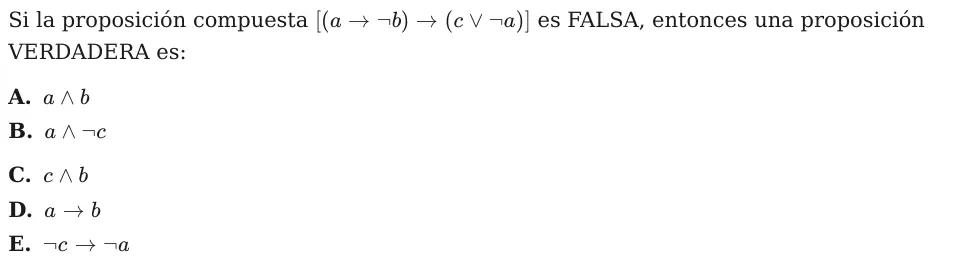 Si la proposición compuesta [(a → ¬b) → (c ∨ ¬a)] es FALSA, entonces una proposición
VERDADERA es:
A. a ∧ b
B. a ∧ ¬c
C. c ∧ b
D. a → b
E. ¬c → ¬a